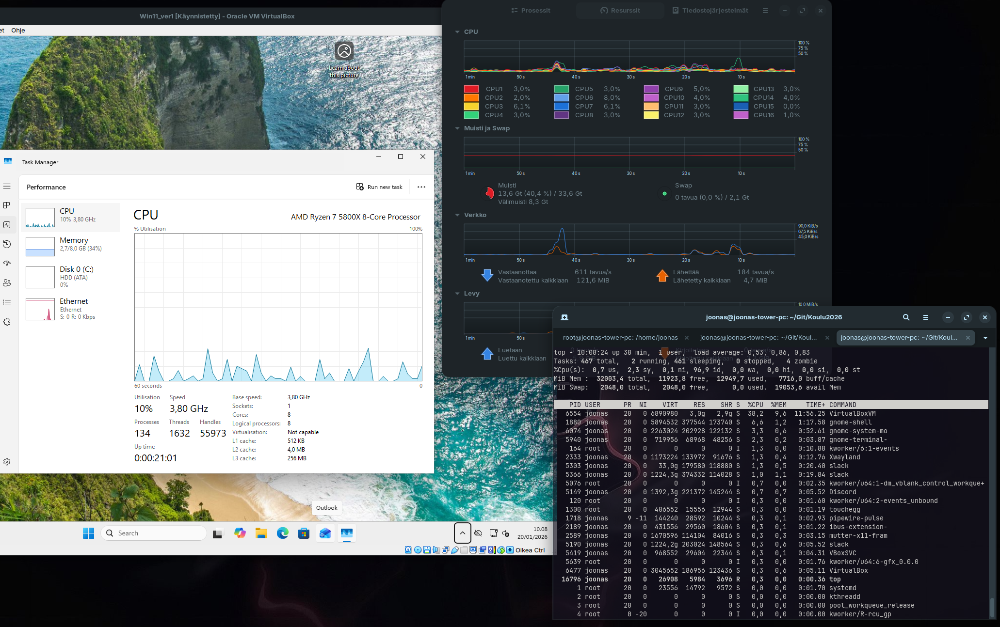 Win11_ver1 [Käynnistetty] - Oracle VM VirtualBox
et Ohje
Learn about
this picture
Task Manager
Performance
Run new task
CPU
10% 3,80 GHz
Memory
2,7/8,0 GB (34%)
Disk 0 (C:)
HDD (ATA)
0%
Ethernet
Ethernet
S: 0 R: 0 Kbps
CPU
AMD Ryzen 7 5800X 8-Core Processor
% Utilisation 100%
60 seconds 0
Utilisation Speed
10% 3,80 GHz
Processes Threads Handles
134 1632 55973
Up time
0:00:21:01
Base speed: 3,80 GHz
Sockets: 1
Cores: 8
Logical processors: 8
Virtualisation: Not capable
L1 cache: 512 KB
L2 cache: 4,0 MB
L3 cache: 256 MB
Outlook
Search
10.08
20/01/2026
Oikea Ctrl
Prosessit Resurssit Tiedostojärjestelmät
CPU
100 %
75 %
50 %
1 min 50 s 40 s 30 s 20 s 10 s
CPU1 3,0% CPU5 3,0% CPU9 5,0% CPU13 3,0%
CPU2 2,0% CPU6 8,0% CPU10 4,0% CPU14 4,0%
CPU3 6,1% CPU7 6,1% CPU11 3,0% CPU15 0,0%
CPU4 3,0% CPU8 3,0% CPU12 3,0% CPU16 1,0%
Muisti ja Swap
100 %
75 %
50 %
1 min 50 s 40 s 30 s 20 s 10 s
Muisti
13,6 Gt (40,4 %) / 33,6 Gt
Välimuisti 8,3 Gt
Swap
0 tavua (0,0 %) / 2,1 Gt
Verkko
90,0 KiB/s
67,5 KiB/s
45,0 KiB/s
1 min 50 s 40 s 30 s 20 s 10 s
Vastaanottaa 611 tavua/s
Vastaanotettu kaikkiaan 121,6 MiB
Lähettää 184 tavua/s
Lähetetty kaikkiaan 4,7 MiB
Levy
10,0 MiB/s
1 min 50 s
Luetaan
Luettu kaikkiaan
joonas@joonas-tower-pc: ~/Git/Koulu2026
root@joonas-tower-pc: /home/joonas
joonas@joonas-tower-pc: ~/Git/Koul...
joonas@joonas-tower-pc: ~/Git/Koul...
top - 10:08:24 up 38 min, 1 user, load average: 0,53, 0,86, 0,83
Tasks: 467 total, 2 running, 461 sleeping, 0 stopped, 4 zombie
%Cpu(s): 0,7 us, 2,3 sy, 0,1 ni, 96,9 id, 0,0 wa, 0,0 hi, 0,0 si, 0,0 st
MiB Mem : 32003,4 total, 11923,8 free, 12949,7 used, 7716,0 buff/cache
MiB Swap: 2048,0 total, 2048,0 free, 0,0 used. 19053,6 avail Mem
PID USER PR NI VIRT RES SHR S %CPU %MEM TIME+ COMMAND
6554 joonas 20 0 6890980 3,0g 2,9g S 38,2 9,6 11:56.25 VirtualBoxVM
1880 joonas 20 0 5894532 377544 173740 S 6,6 1,2 1:17.58 gnome-shell
6074 joonas 20 0 2263024 202928 122132 S 3,3 0,6 0:52.61 gnome-system-mo
5940 joonas 20 0 719956 68968 48256 S 2,3 0,2 0:03.87 gnome-terminal-
164 root 20 0 0 0 0 I 1,3 0,0 0:10.88 kworker/6:1-events
2333 joonas 20 0 1173224 133972 91676 S 1,3 0,4 0:12.76 Xwayland
5303 joonas 20 0 33,0g 179580 118880 S 1,3 0,5 0:20.40 slack
5366 joonas 20 0 1224,3g 374332 114028 S 1,0 1,1 0:19.84 slack
5076 root 20 0 0 0 0 I 0,7 0,0 0:02.35 kworker/u64:1-dm_vblank_control_workque+
5149 joonas 20 0 1392,3g 221372 145244 S 0,7 0,7 0:05.52 Discord
120 root 20 0 0 0 0 I 0,3 0,0 0:01.60 kworker/u64:2-events_unbound
1300 root 20 0 406552 15556 12944 S 0,3 0,0 0:01.19 touchegg
1718 joonas 9 -11 144240 28592 10244 S 0,3 0,1 0:02.93 pipewire-pulse
2189 joonas 20 0 431556 29560 18604 S 0,3 0,1 0:01.22 ibus-extension-
2589 joonas 20 0 1670596 114104 84016 S 0,3 0,3 0:03.15 mutter-x11-fram
5190 joonas 20 0 1224,2g 203024 148564 S 0,3 0,6 0:05.52 slack
5419 joonas 20 0 968552 29604 22344 S 0,3 0,1 0:04.31 VBoxSVC
5639 root 20 0 0 0 0 I 0,3 0,0 0:01.76 kworker/u64:6-gfx_0.0.0
6477 joonas 20 0 3045652 186956 123436 S 0,3 0,6 0:05.11 VirtualBox
16796 joonas 20 0 26908 5984 3696 R 0,3 0,0 0:00.36 top
1 root 20 0 23556 14792 9572 S 0,0 0,0 0:01.70 systemd
2 root 20 0 0 0 0 S 0,0 0,0 0:00.00 kthreadd
3 root 20 0 0 0 0 S 0,0 0,0 0:00.00 pool_workqueue_release
4 root 0 -20 0 0 0 I 0,0 0,0 0:00.00 kworker/R-rcu_gp